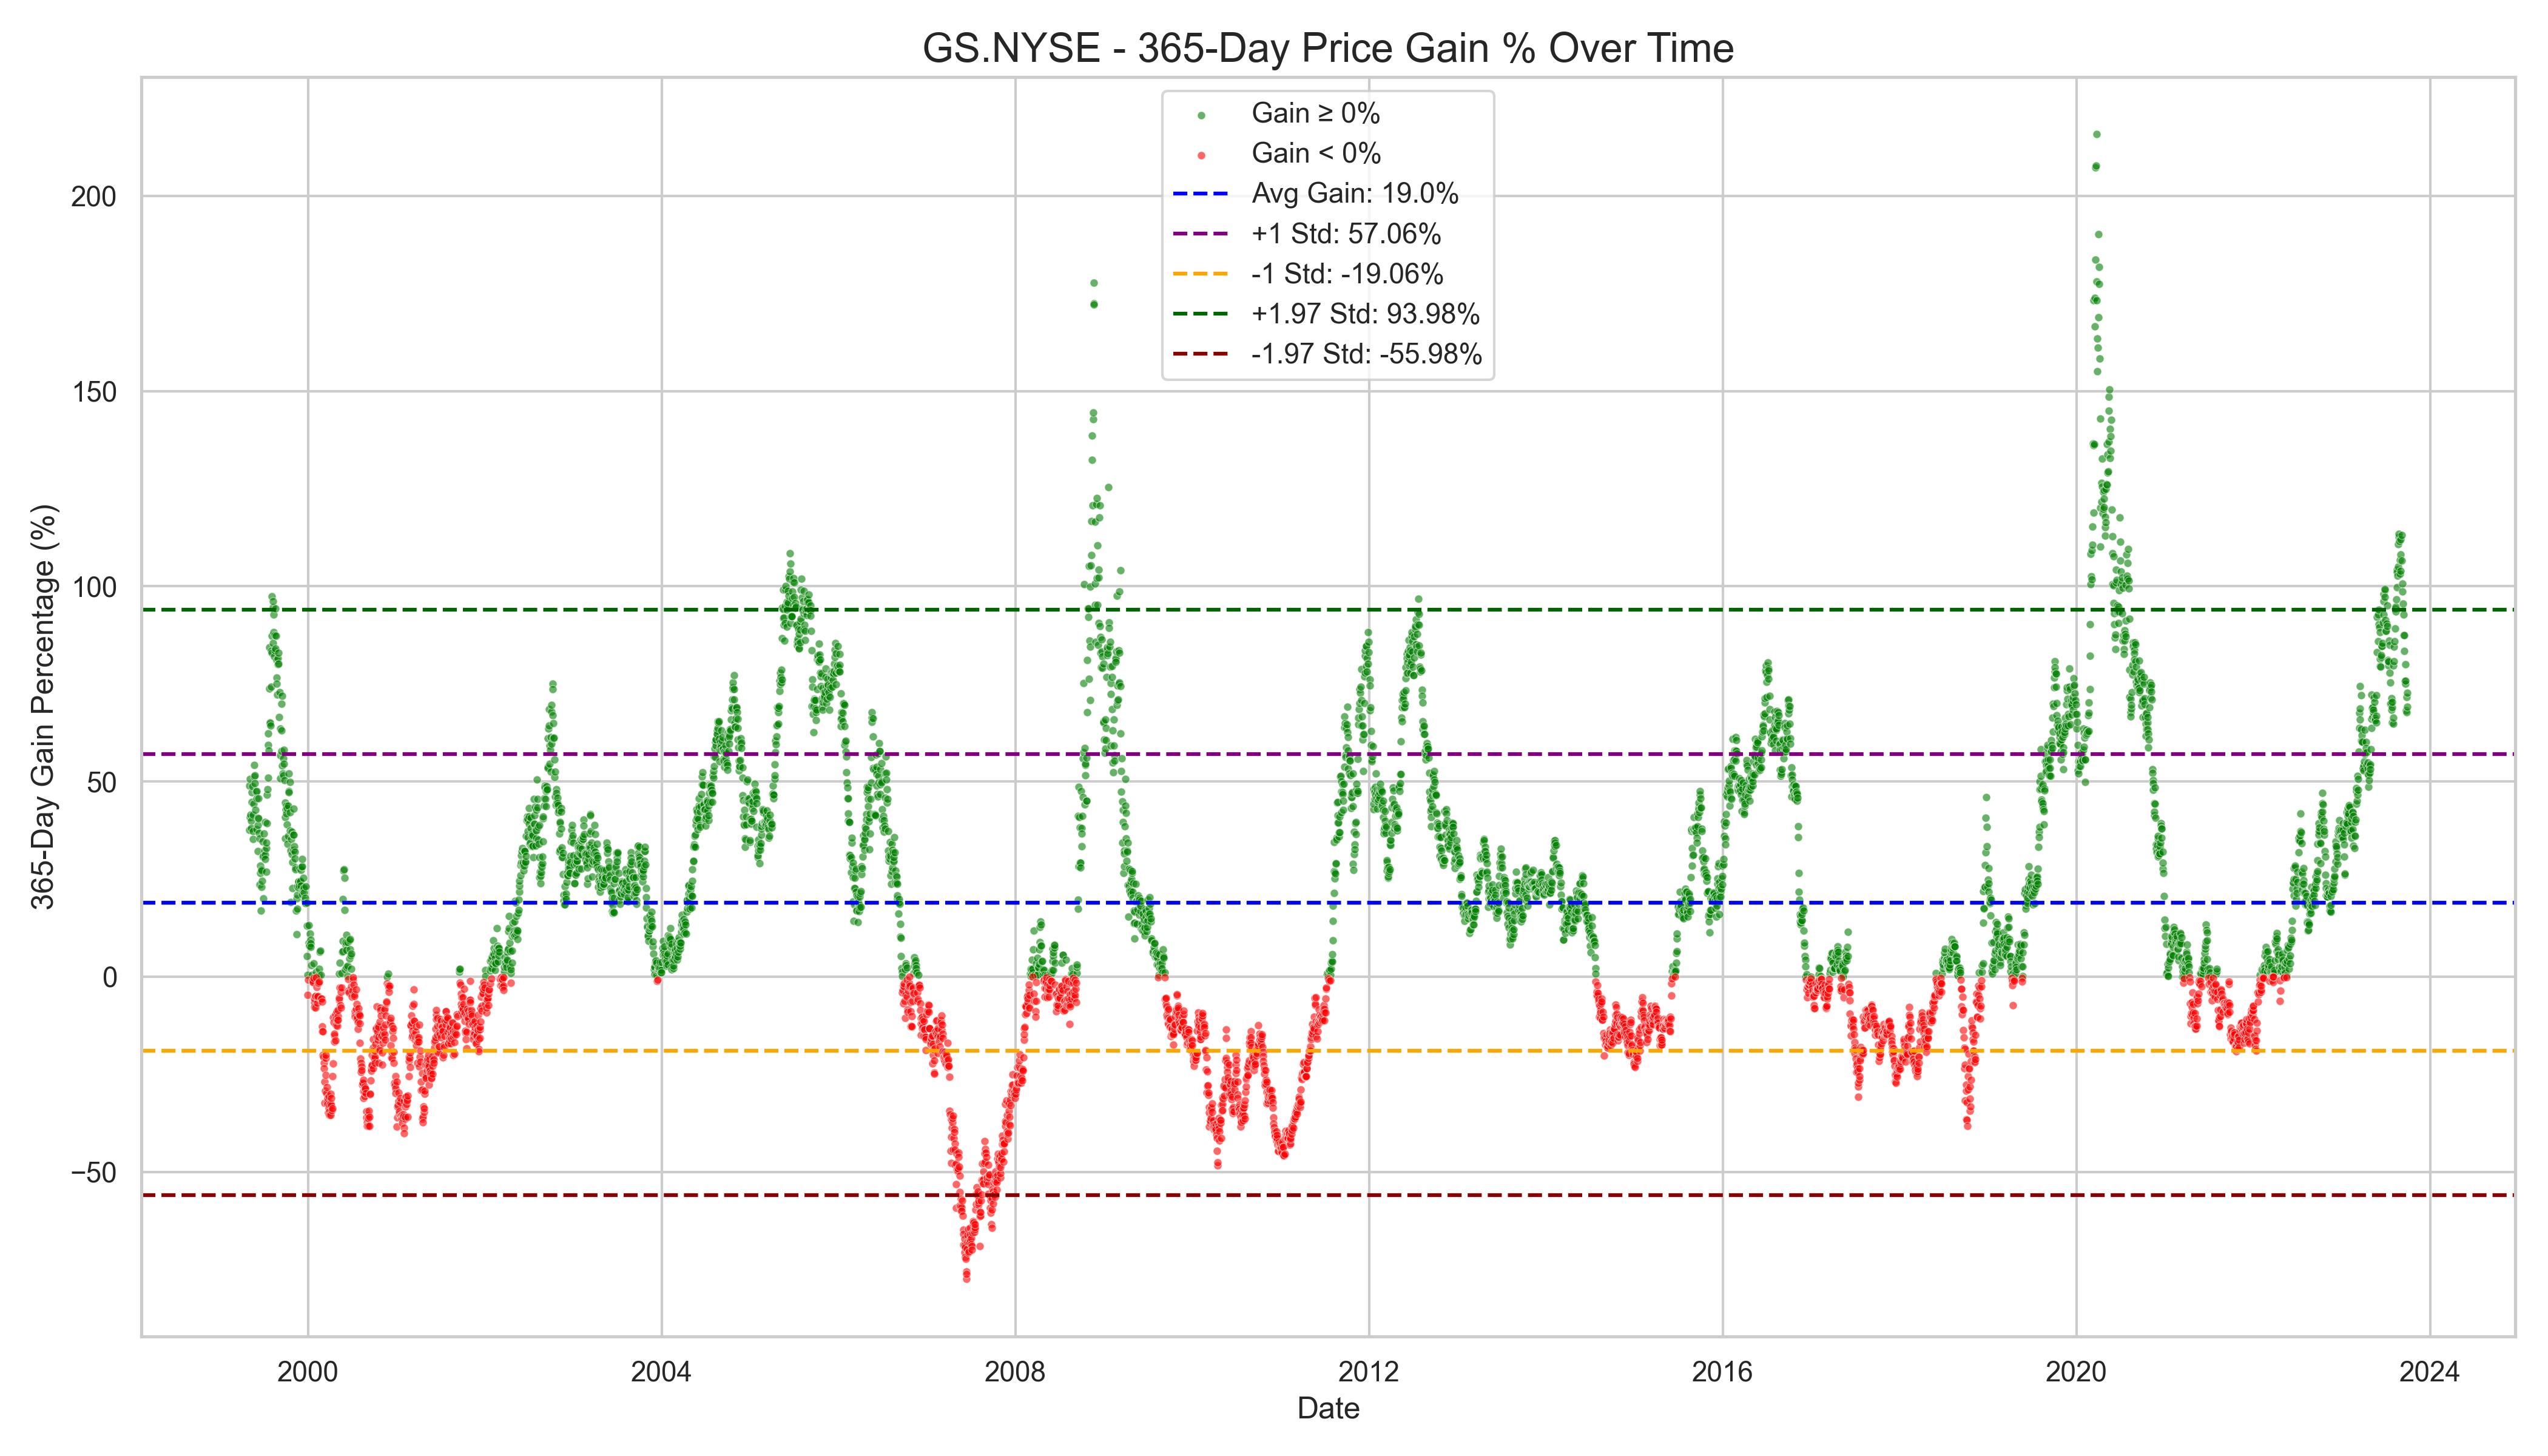 GS.NYSE - 365-Day Price Gain % Over Time
Gain ≥ 0%
Gain < 0%
Avg Gain: 19.0%
+1 Std: 57.06%
-1 Std: -19.06%
+1.97 Std: 93.98%
-1.97 Std: -55.98%
365-Day Gain Percentage (%)
200
150
100
50
0
−50
2000
2004
2008
2012
2016
2020
2024
Date